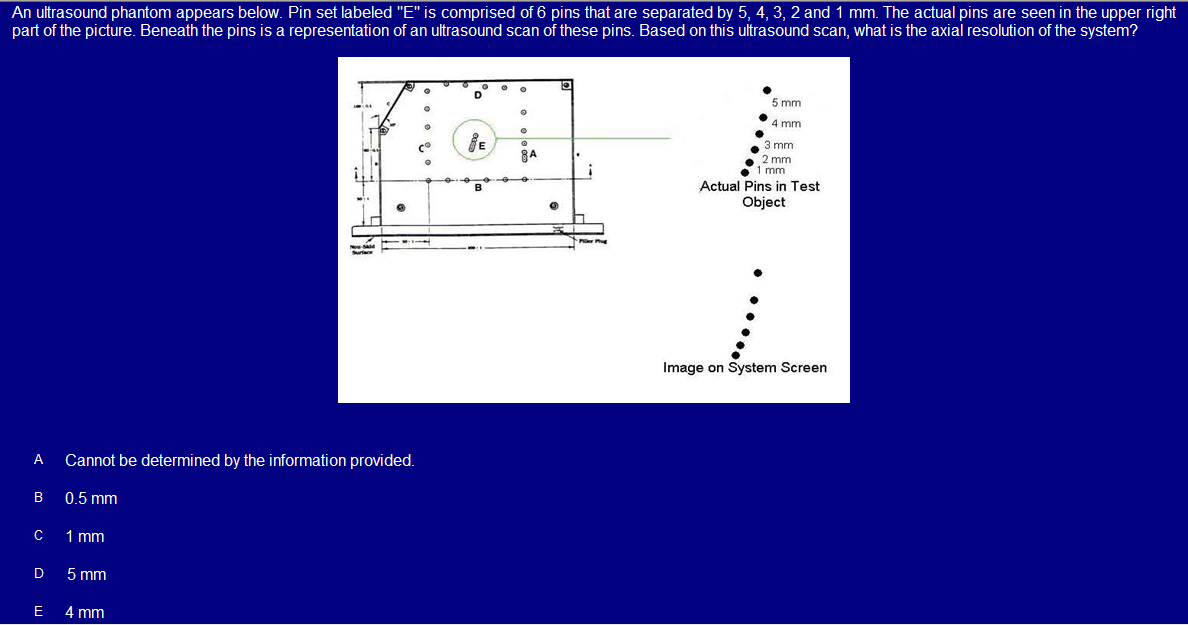 An ultrasound phantom appears below. Pin set labeled "E" is comprised of 6 pins that are separated by 5, 4, 3, 2 and 1 mm. The actual pins are seen in the upper right
part of the picture. Beneath the pins is a representation of an ultrasound scan of these pins. Based on this ultrasound scan, what is the axial resolution of the system?
D
C
E
A
B
Non-Skid
Surface
Filler Plug
5 mm
4 mm
3 mm
2 mm
1 mm
Actual Pins in Test
Object
Image on System Screen
A Cannot be determined by the information provided.
B 0.5 mm
C 1 mm
D 5 mm
E 4 mm